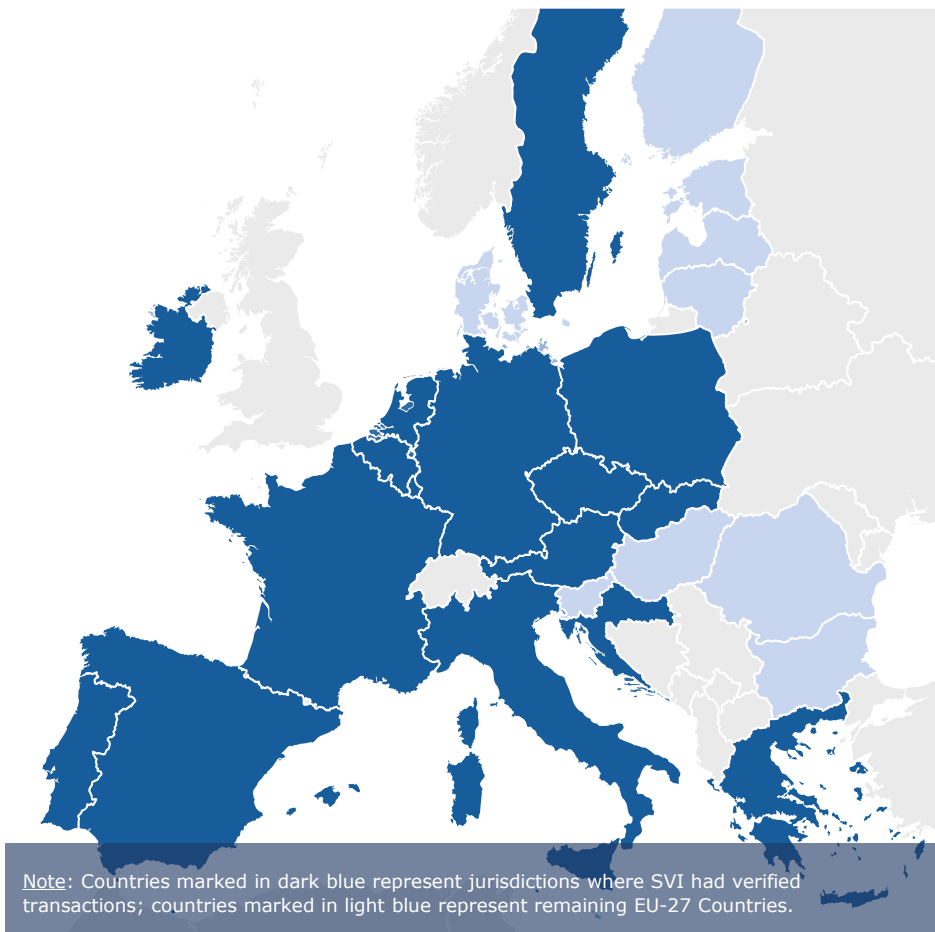 Note: Countries marked in dark blue represent jurisdictions where SVI had verified
transactions; countries marked in light blue represent remaining EU-27 Countries.